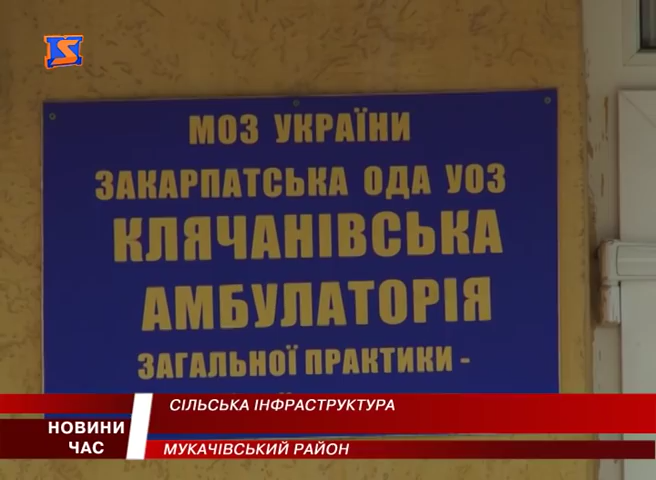 МОЗ УКРАЇНИ
ЗАКАРПАТСЬКА ОДА УОЗ
КЛЯЧАНІВСЬКА
АМБУЛАТОРІЯ
ЗАГАЛЬНОЇ ПРАКТИКИ -
СІЛЬСЬКА ІНФРАСТРУКТУРА
НОВИНИ
ЧАС
МУКАЧІВСЬКИЙ РАЙОН